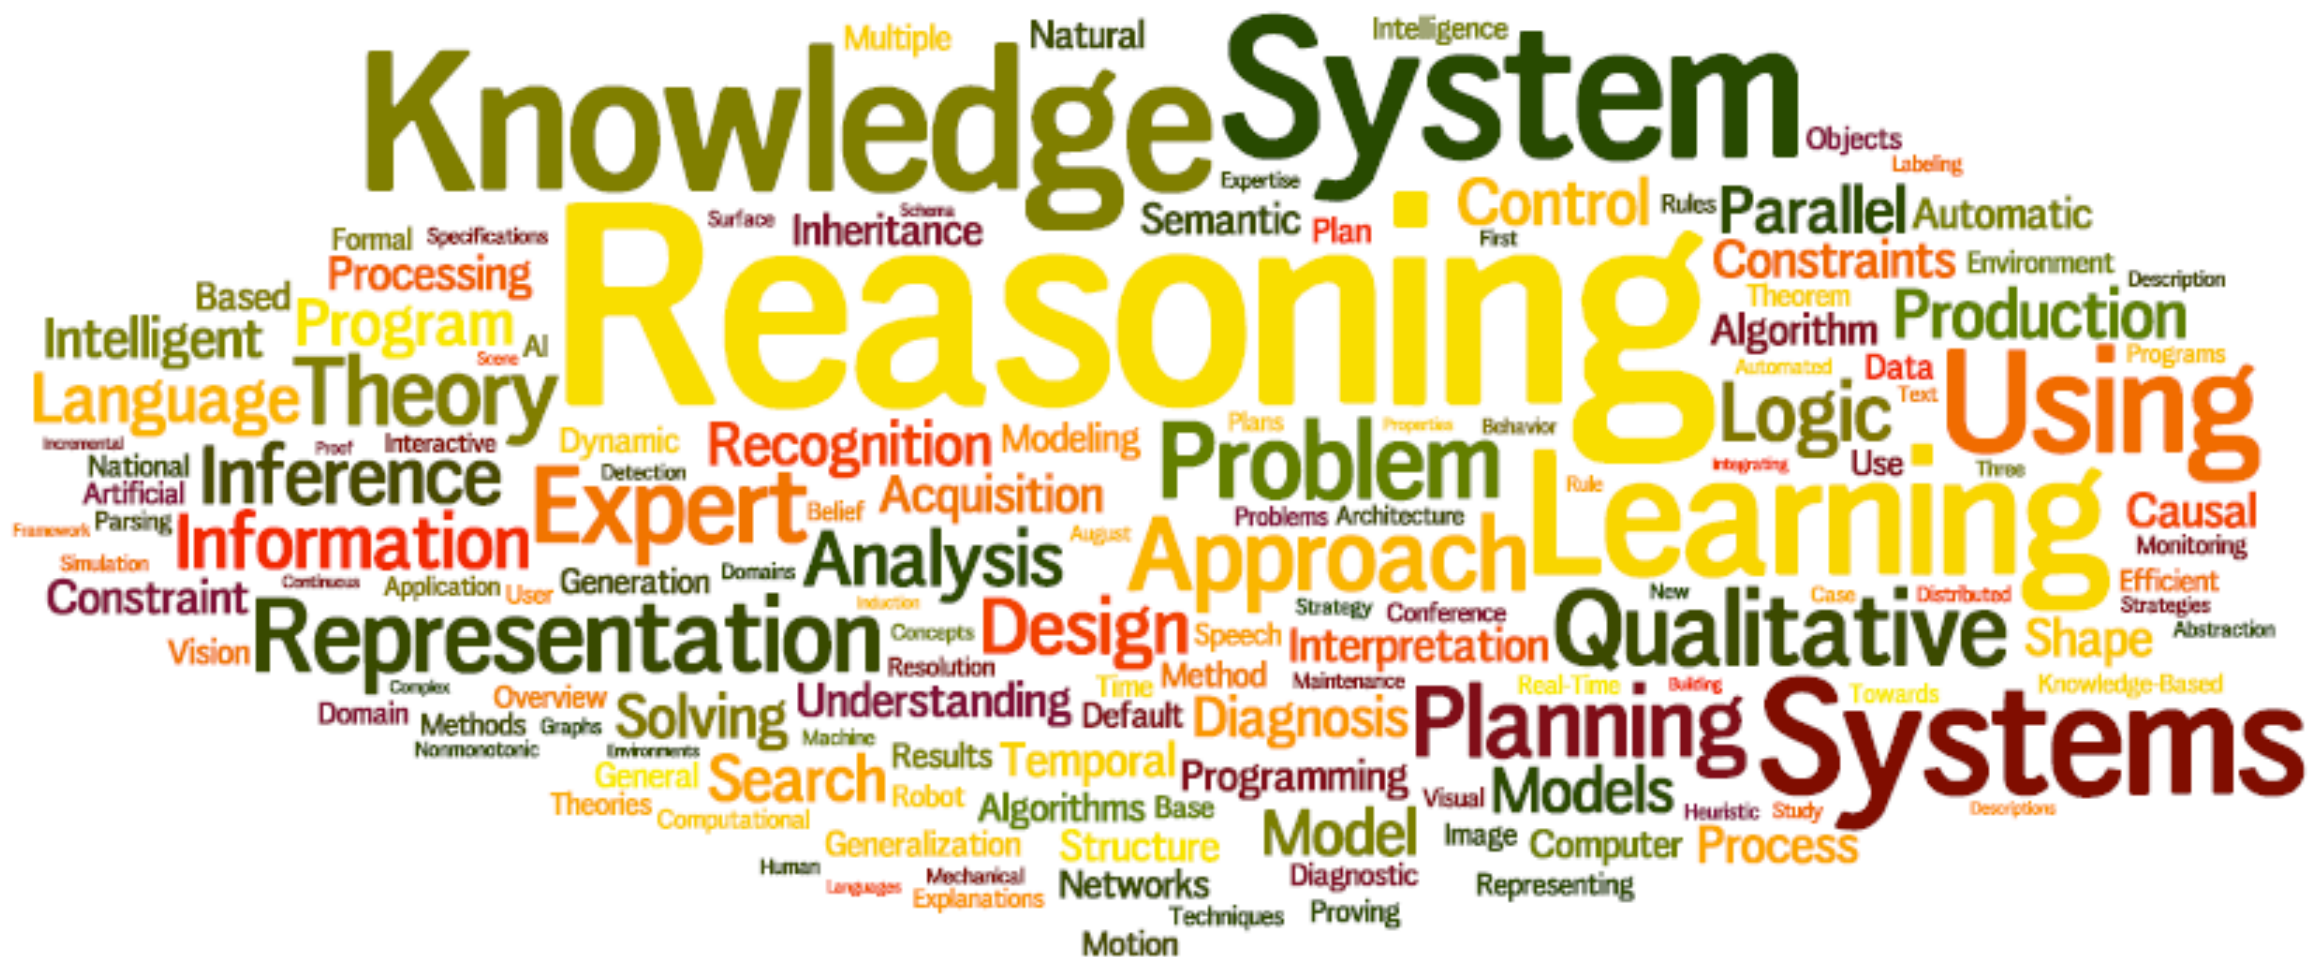 Multiple
Natural
Intelligence
Knowledge
System
Objects
Labeling
Expertise
Surface
Schema
Inheritance
Semantic
Plan
Control
Rules
Parallel
Automatic
Formal
Specifications
First
Processing
Reasoning
Constraints
Environment
Description
Based
Program
Theorem
Production
Intelligent
Scene
AI
Algorithm
Automated
Data
Programs
Language
Theory
Text
Using
Logic
Incremental
Proof
Interactive
Dynamic
Recognition
Modeling
Plans
Properties
Behavior
Problem
National
Inference
Detection
Integrating
Use
Three
Artificial
Expert
Belief
Acquisition
Rule
Learning
Framework
Parsing
Information
Problems
Architecture
Causal
Simulation
August
Approach
Monitoring
Analysis
Constraint
Continuous
Application
User
Generation
Domains
Induction
New
Case
Distributed
Efficient
Strategies
Representation
Concepts
Design
Speech
Strategy
Conference
Interpretation
Qualitative
Shape
Abstraction
Vision
Resolution
Method
Maintenance
Complex
Overview
Understanding
Time
Real-Time
Building
Towards
Knowledge-Based
Domain
Methods
Graphs
Solving
Default
Diagnosis
Planning
Systems
Nonmonotonic
Environments
Machine
Results
Temporal
Programming
General
Search
Robot
Visual
Models
Theories
Computational
Algorithms
Base
Heuristic
Study
Descriptions
Generalization
Structure
Model
Image
Computer
Process
Human
Languages
Mechanical
Explanations
Networks
Diagnostic
Representing
Techniques
Proving
Motion